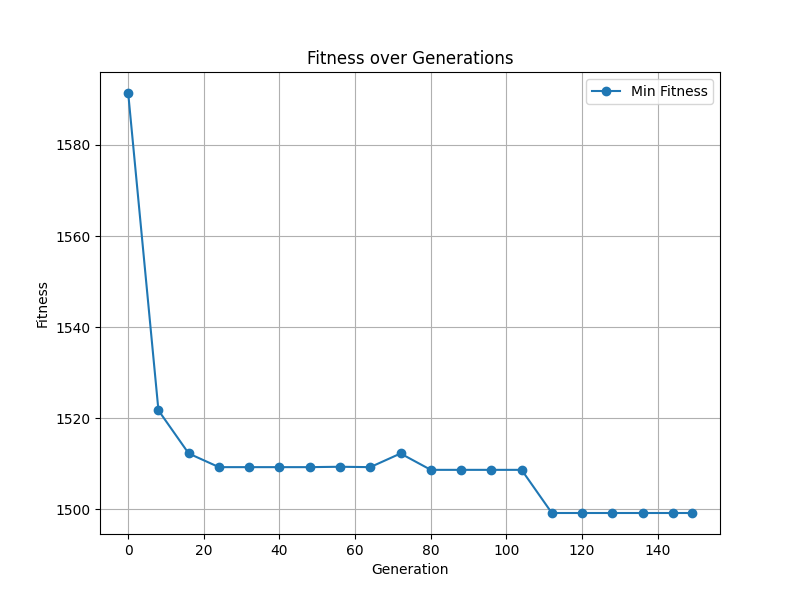 Fitness over Generations
Min Fitness
1580
1560
1540
1520
1500
Fitness
0 20 40 60 80 100 120 140
Generation